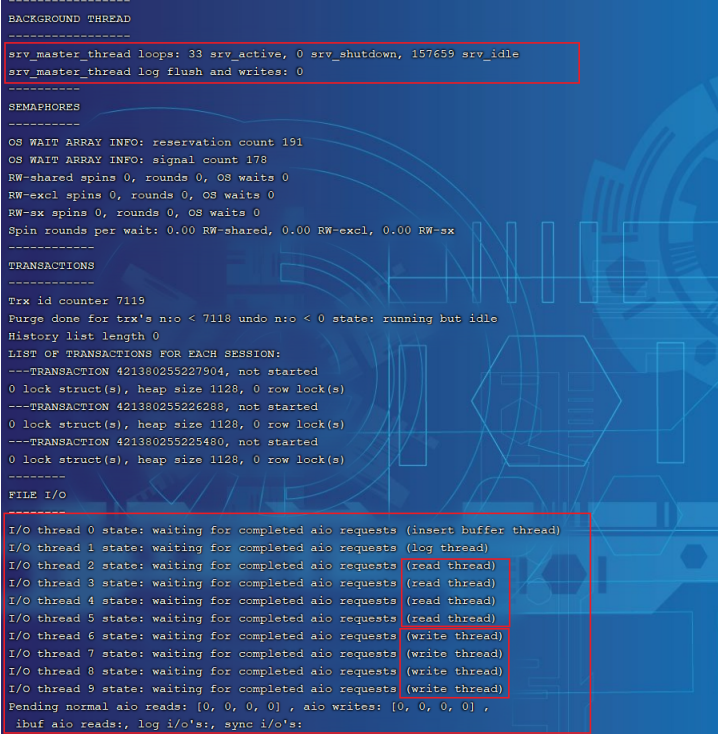 -----------------
BACKGROUND THREAD
-----------------
srv_master_thread loops: 33 srv_active, 0 srv_shutdown, 157659 srv_idle
srv_master_thread log flush and writes: 0
----------
SEMAPHORES
----------
OS WAIT ARRAY INFO: reservation count 191
OS WAIT ARRAY INFO: signal count 178
RW-shared spins 0, rounds 0, OS waits 0
RW-excl spins 0, rounds 0, OS waits 0
RW-sx spins 0, rounds 0, OS waits 0
Spin rounds per wait: 0.00 RW-shared, 0.00 RW-excl, 0.00 RW-sx
------------
TRANSACTIONS
------------
Trx id counter 7119
Purge done for trx's n:o < 7118 undo n:o < 0 state: running but idle
History list length 0
LIST OF TRANSACTIONS FOR EACH SESSION:
---TRANSACTION 421380255227904, not started
0 lock struct(s), heap size 1128, 0 row lock(s)
---TRANSACTION 421380255226288, not started
0 lock struct(s), heap size 1128, 0 row lock(s)
---TRANSACTION 421380255225480, not started
0 lock struct(s), heap size 1128, 0 row lock(s)
--------
FILE I/O
--------
I/O thread 0 state: waiting for completed aio requests (insert buffer thread)
I/O thread 1 state: waiting for completed aio requests (log thread)
I/O thread 2 state: waiting for completed aio requests (read thread)
I/O thread 3 state: waiting for completed aio requests (read thread)
I/O thread 4 state: waiting for completed aio requests (read thread)
I/O thread 5 state: waiting for completed aio requests (read thread)
I/O thread 6 state: waiting for completed aio requests (write thread)
I/O thread 7 state: waiting for completed aio requests (write thread)
I/O thread 8 state: waiting for completed aio requests (write thread)
I/O thread 9 state: waiting for completed aio requests (write thread)
Pending normal aio reads: [0, 0, 0, 0] , aio writes: [0, 0, 0, 0] ,
 ibuf aio reads:, log i/o's:, sync i/o's: